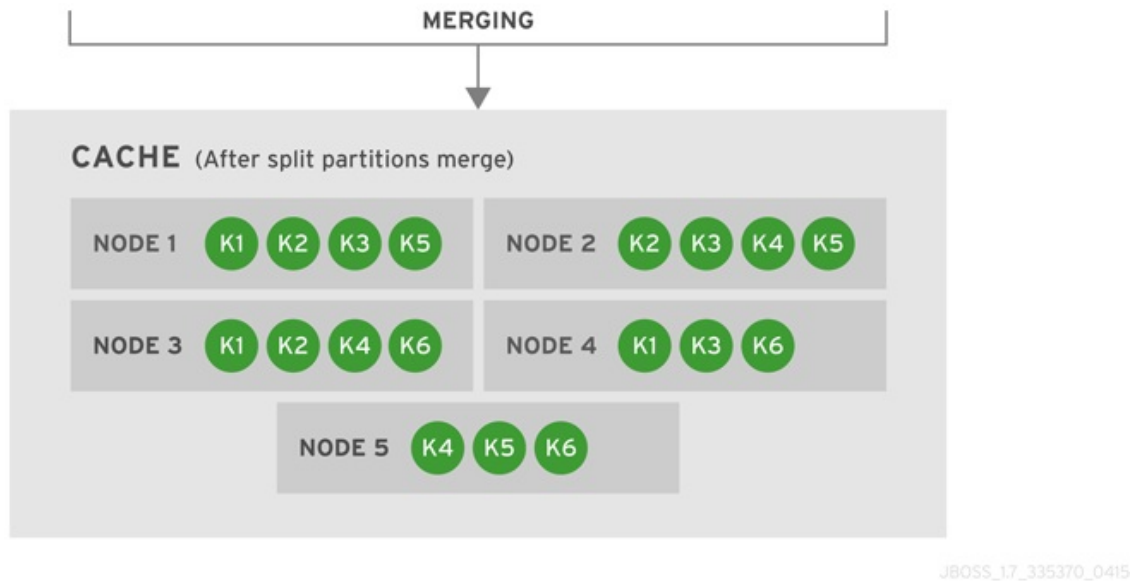 MERGING
CACHE (After split partitions merge)
NODE 1 K1 K2 K3 K5
NODE 2 K2 K3 K4 K5
NODE 3 K1 K2 K4 K6
NODE 4 K1 K3 K6
NODE 5 K4 K5 K6
JBOSS_1,7_335370_0415